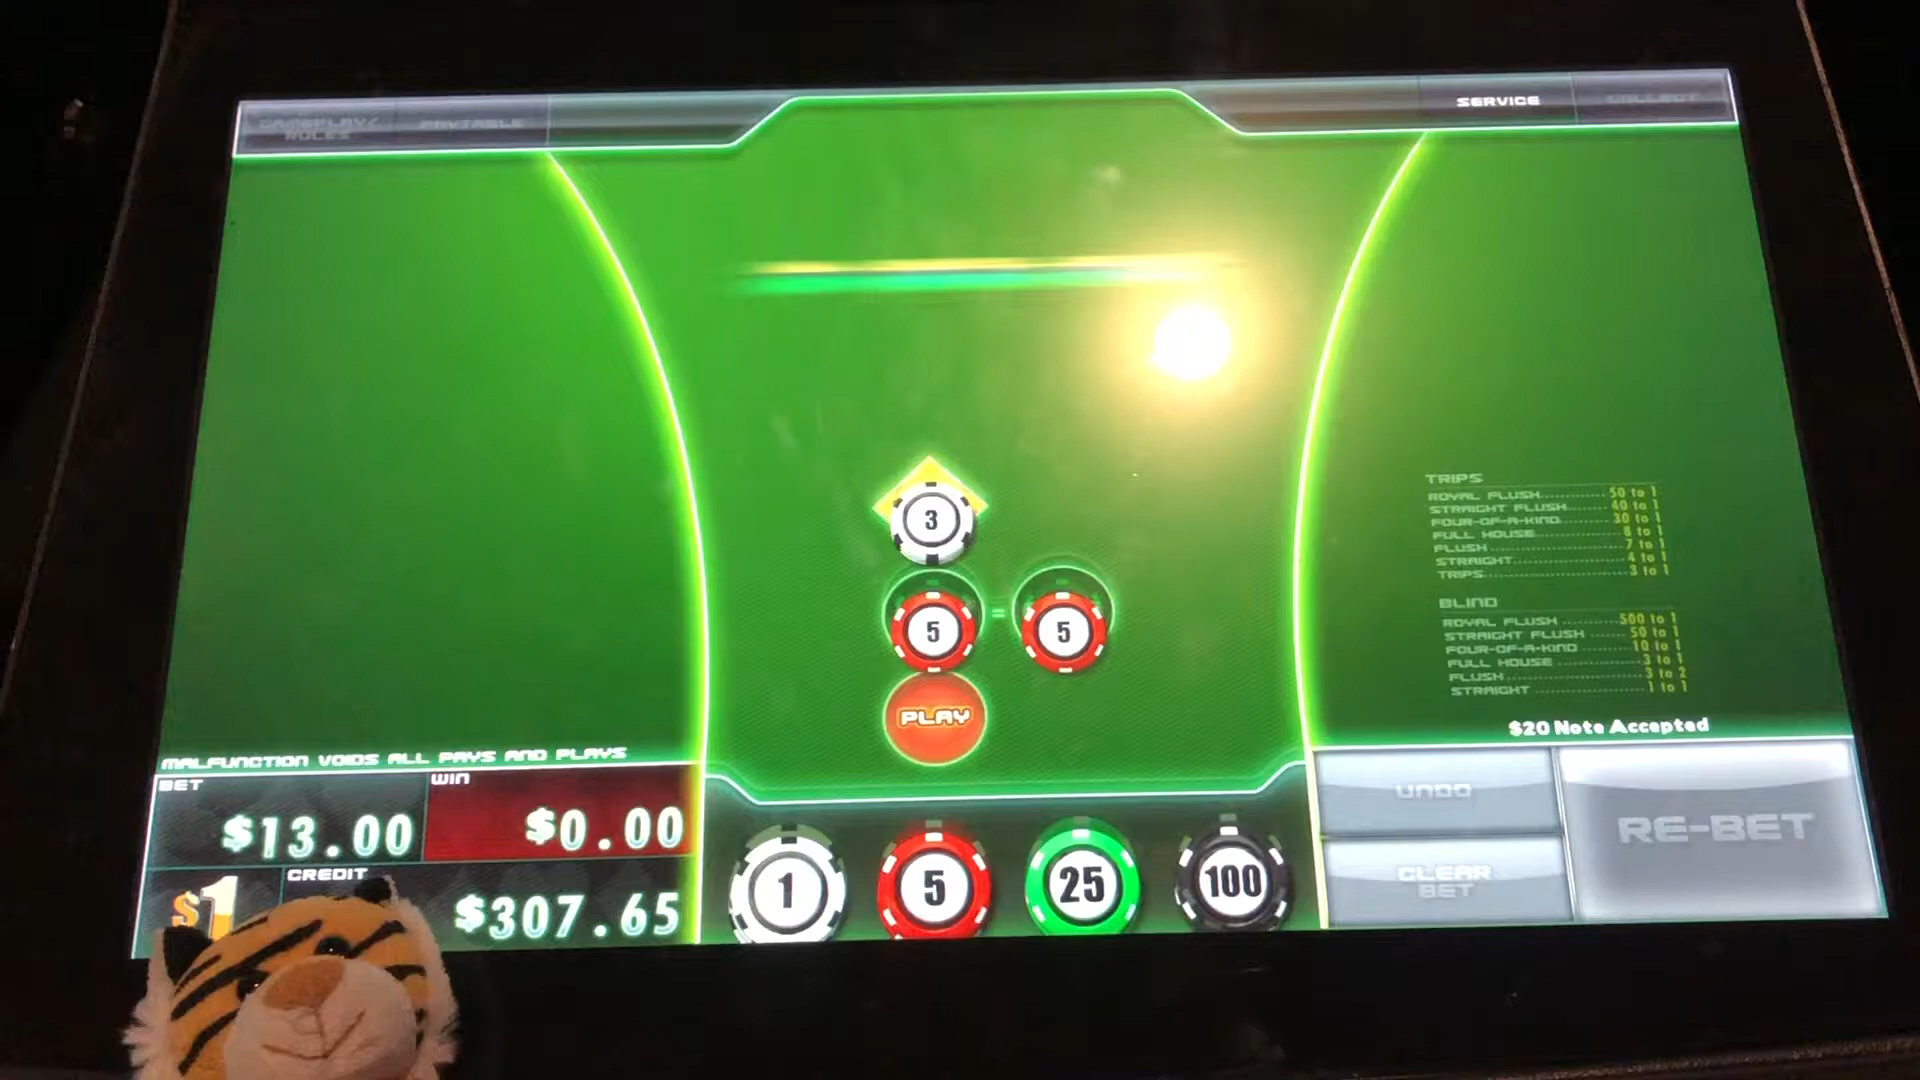 GAMEPLAY/
RULES
PAYTABLE
SERVICE
COLLECT
3
5 = 5
PLAY
TRIPS
ROYAL FLUSH 50 to 1
STRAIGHT FLUSH 40 to 1
FOUR-OF-A-KIND 30 to 1
FULL HOUSE 8 to 1
FLUSH 7 to 1
STRAIGHT 4 to 1
TRIPS 3 to 1
BLIND
ROYAL FLUSH 500 to 1
STRAIGHT FLUSH 50 to 1
FOUR-OF-A-KIND 10 to 1
FULL HOUSE 3 to 1
FLUSH 3 to 2
STRAIGHT 1 to 1
$20 Note Accepted
MALFUNCTION VOIDS ALL PAYS AND PLAYS
BET
$13.00
WIN
$0.00
$1
CREDIT
$307.65
1
5
25
100
UNDO
CLEAR
BET
RE-BET